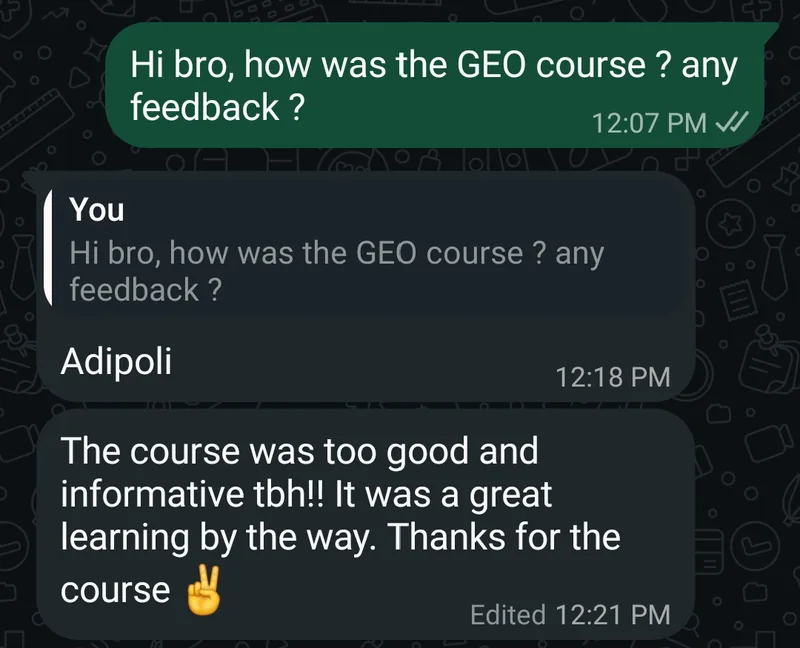 Hi bro, how was the GEO course ? any
feedback ?
12:07 PM
You
Hi bro, how was the GEO course ? any
feedback ?
Adipoli
12:18 PM
The course was too good and
informative tbh!! It was a great
learning by the way. Thanks for the
course ✌️
Edited 12:21 PM